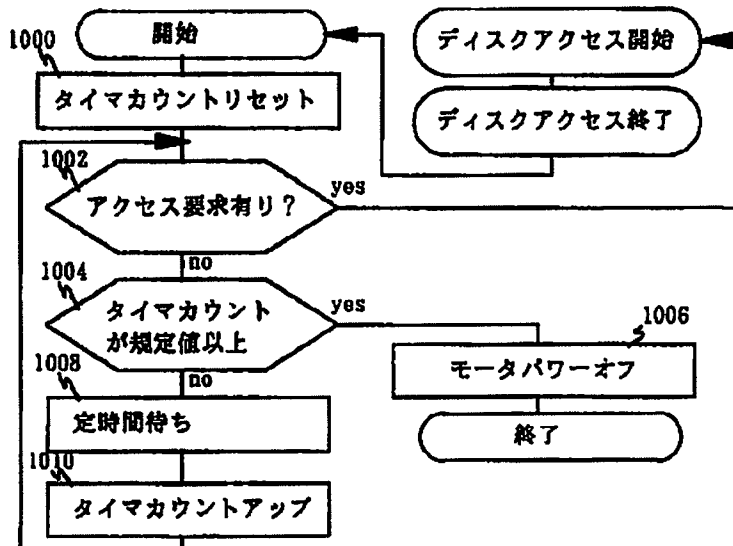 1000
開始
タイマカウントリセット
ディスクアクセス開始
ディスクアクセス終了
1002
アクセス要求有り?
yes
no
1004
タイマカウント
が規定値以上
yes
1006
モータパワーオフ
終了
no
1008
定時間待ち
1010
タイマカウントアップ